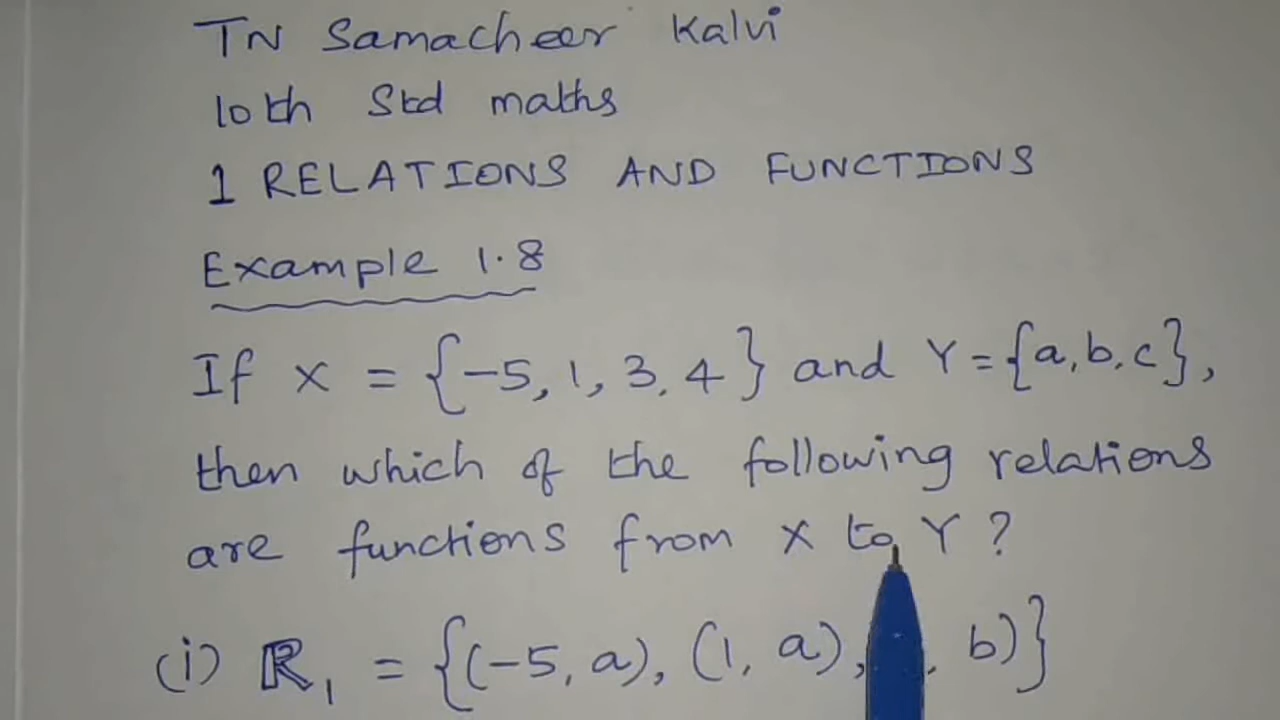 TN Samacheer Kalvi
10th Std maths
1 RELATIONS AND FUNCTIONS
Example 1.8
If X = {-5, 1, 3, 4} and Y = {a, b, c},
then which of the following relations
are functions from X to Y ?
(i) R₁ = {(-5, a), (1, a), , b)}